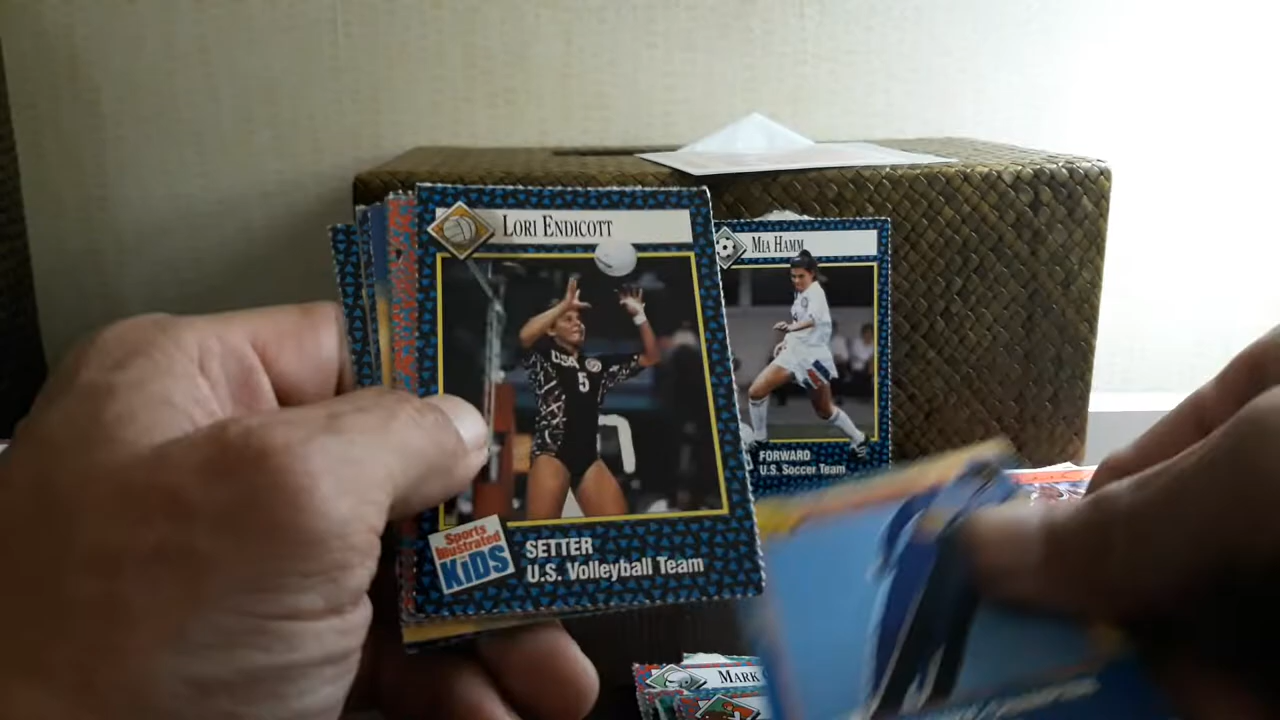 LORI ENDICOTT
USA
5
Sports
Illustrated
KIDS
SETTER
U.S. Volleyball Team
MIA HAMM
FORWARD
U.S. Soccer Team
MARK